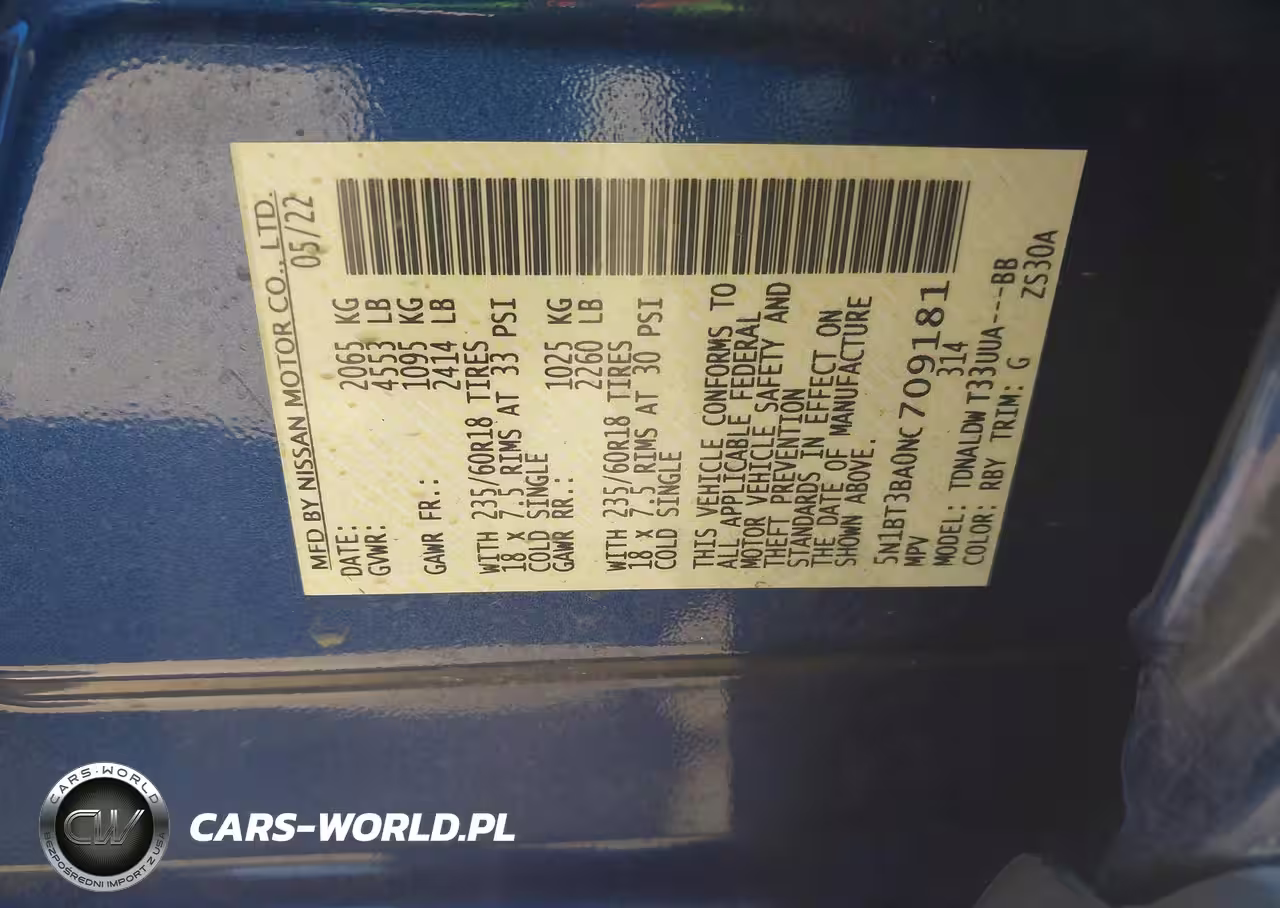 MFD BY NISSAN MOTOR CO., LTD.
DATE: 05/22
GVWR: 2065 KG
4553 LB
GAWR FR.: 1095 KG
2414 LB
WITH 235/60R18 TIRES
18 X 7.5 RIMS AT 33 PSI
COLD SINGLE
GAWR RR.: 1025 KG
2260 LB
WITH 235/60R18 TIRES
18 X 7.5 RIMS AT 30 PSI
COLD SINGLE
THIS VEHICLE CONFORMS TO
ALL APPLICABLE FEDERAL
MOTOR VEHICLE SAFETY AND
THEFT PREVENTION
STANDARDS IN EFFECT ON
THE DATE OF MANUFACTURE
SHOWN ABOVE.
5N1BT3BA0NC709181
MPV 314
MODEL: TDNALDWT33UUA---BB
COLOR: RBY TRIM: G ZS30A
CARS-WORLD
CW
BEZPOŚREDNI IMPORT Z USA
CARS-WORLD.PL